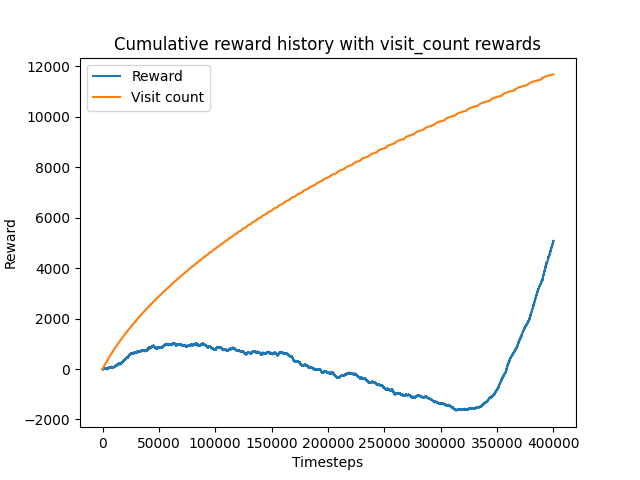 Cumulative reward history with visit_count rewards
Reward
Visit count
12000
10000
8000
6000
4000
2000
0
−2000
Reward
0 50000 100000 150000 200000 250000 300000 350000 400000
Timesteps